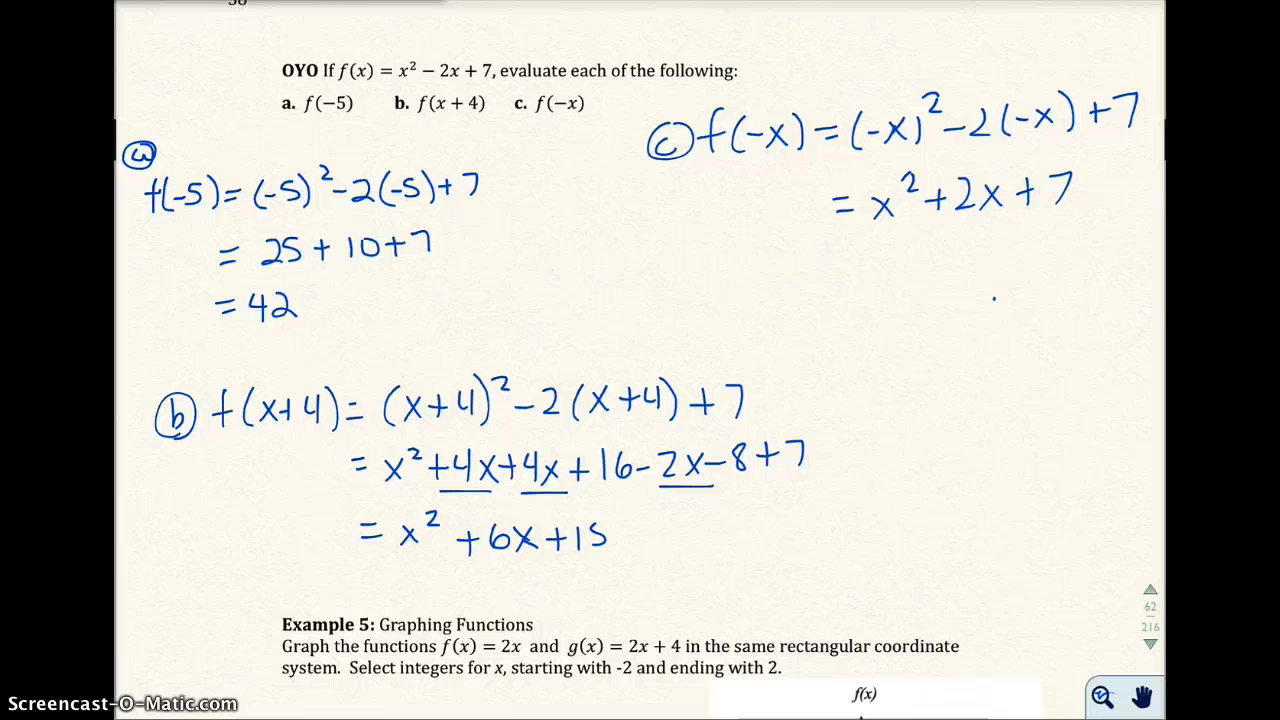 OYO If f(x) = x² − 2x + 7, evaluate each of the following:
a. f(−5) b. f(x + 4) c. f(−x)
ⓐ
f(-5) = (-5)² - 2(-5) + 7
= 25 + 10 + 7
= 42
ⓑ f(x+4) = (x+4)² - 2(x+4) + 7
= x² + 4x + 4x + 16 - 2x - 8 + 7
= x² + 6x + 15
ⓒ f(-x) = (-x)² - 2(-x) + 7
= x² + 2x + 7
Example 5: Graphing Functions
Graph the functions f(x) = 2x and g(x) = 2x + 4 in the same rectangular coordinate
system. Select integers for x, starting with -2 and ending with 2.
f(x)
62
216
Screencast-O-Matic.com